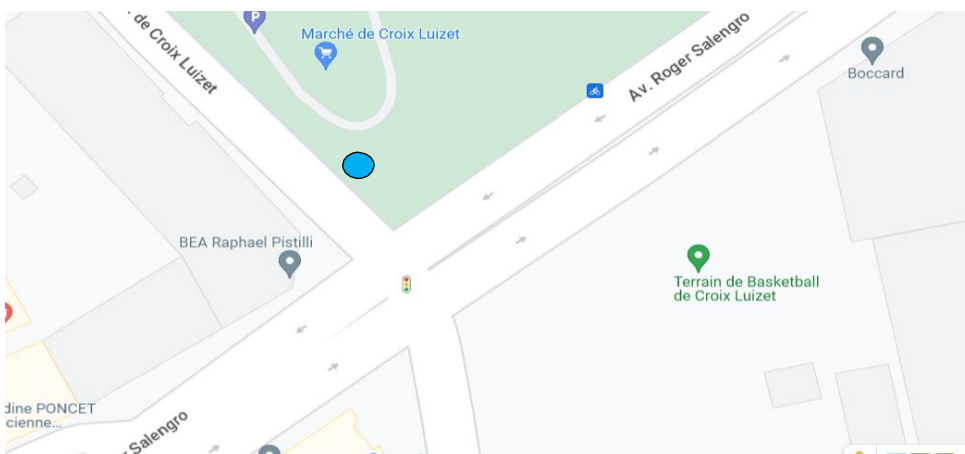 P
. de Croix Luizet
Marché de Croix Luizet
Av. Roger Salengro
Boccard
BEA Raphael Pistilli
Terrain de Basketball
de Croix Luizet
dine PONCET
cienne...
r Salengro